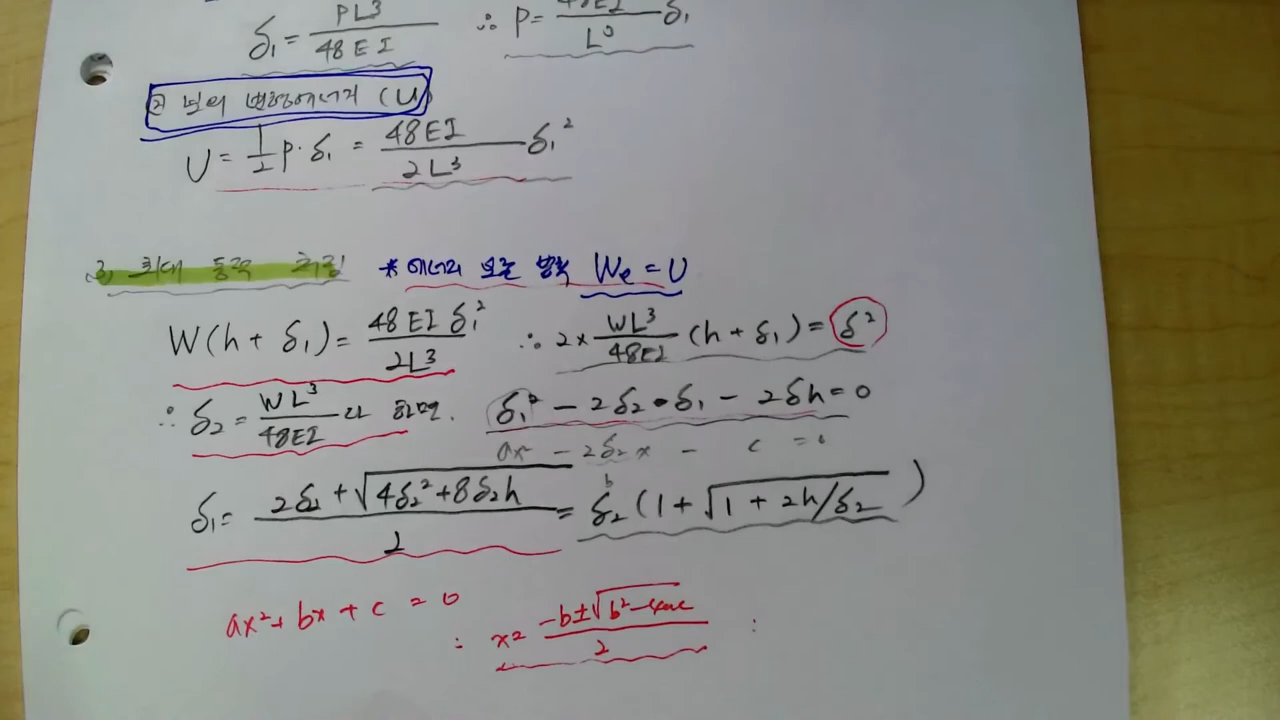 δ₁ = PL³/48EI ∴ P = 48EI/L³ δ₁
② 보의 변형에너지 (U)
U = 1/2 P·δ₁ = 48EI/2L³ δ₁²
3) 최대 동적 처짐 * 에너지 보존 법칙 We = U
W(h + δ₁) = 48EI δ₁²/2L³ ∴ 2 × WL³/48EI (h + δ₁) = δ²
∴ δ₂ = WL³/48EI 라 하면. δ₁² - 2δ₂·δ₁ - 2δh = 0
ax - 2δ₂x - c = 0
b
δ₁ = 2δ₂ + √(4δ₂² + 8δ₂h)/2 = δ₂ (1 + √(1 + 2h/δ₂))
ax² + bx + c = 0
: x = -b±√(b²-4ac)/2 :